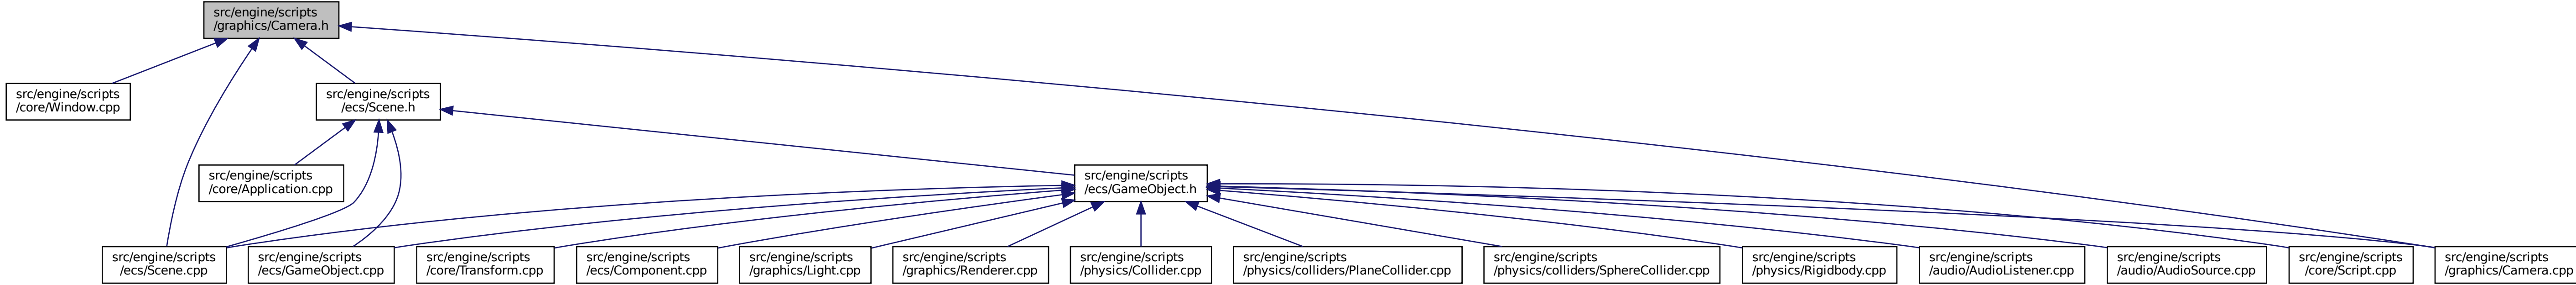 src/engine/scripts
/graphics/Camera.h
src/engine/scripts
/core/Window.cpp
src/engine/scripts
/ecs/Scene.h
src/engine/scripts
/core/Application.cpp
src/engine/scripts
/ecs/GameObject.h
src/engine/scripts
/ecs/Scene.cpp
src/engine/scripts
/ecs/GameObject.cpp
src/engine/scripts
/core/Transform.cpp
src/engine/scripts
/ecs/Component.cpp
src/engine/scripts
/graphics/Light.cpp
src/engine/scripts
/graphics/Renderer.cpp
src/engine/scripts
/physics/Collider.cpp
src/engine/scripts
/physics/colliders/PlaneCollider.cpp
src/engine/scripts
/physics/colliders/SphereCollider.cpp
src/engine/scripts
/physics/Rigidbody.cpp
src/engine/scripts
/audio/AudioListener.cpp
src/engine/scripts
/audio/AudioSource.cpp
src/engine/scripts
/core/Script.cpp
src/engine/scripts
/graphics/Camera.cpp